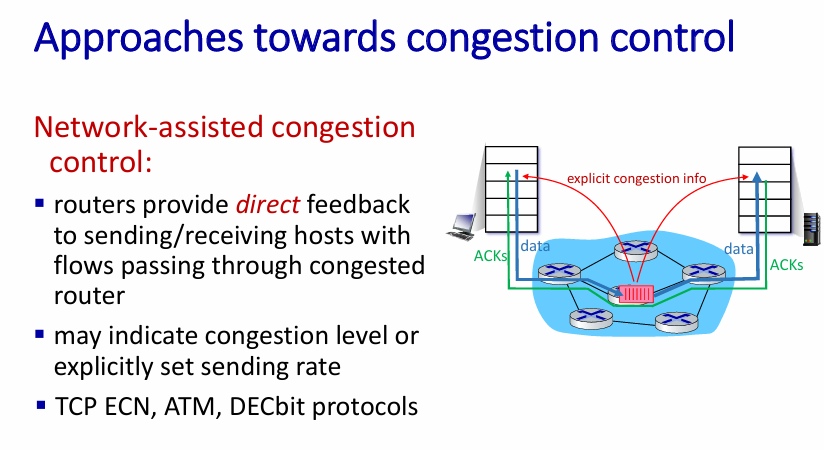 Approaches towards congestion control
Network-assisted congestion
control:
▪ routers provide direct feedback
to sending/receiving hosts with
flows passing through congested
router
▪ may indicate congestion level or
explicitly set sending rate
▪ TCP ECN, ATM, DECbit protocols
explicit congestion info
data
ACKs
data
ACKs